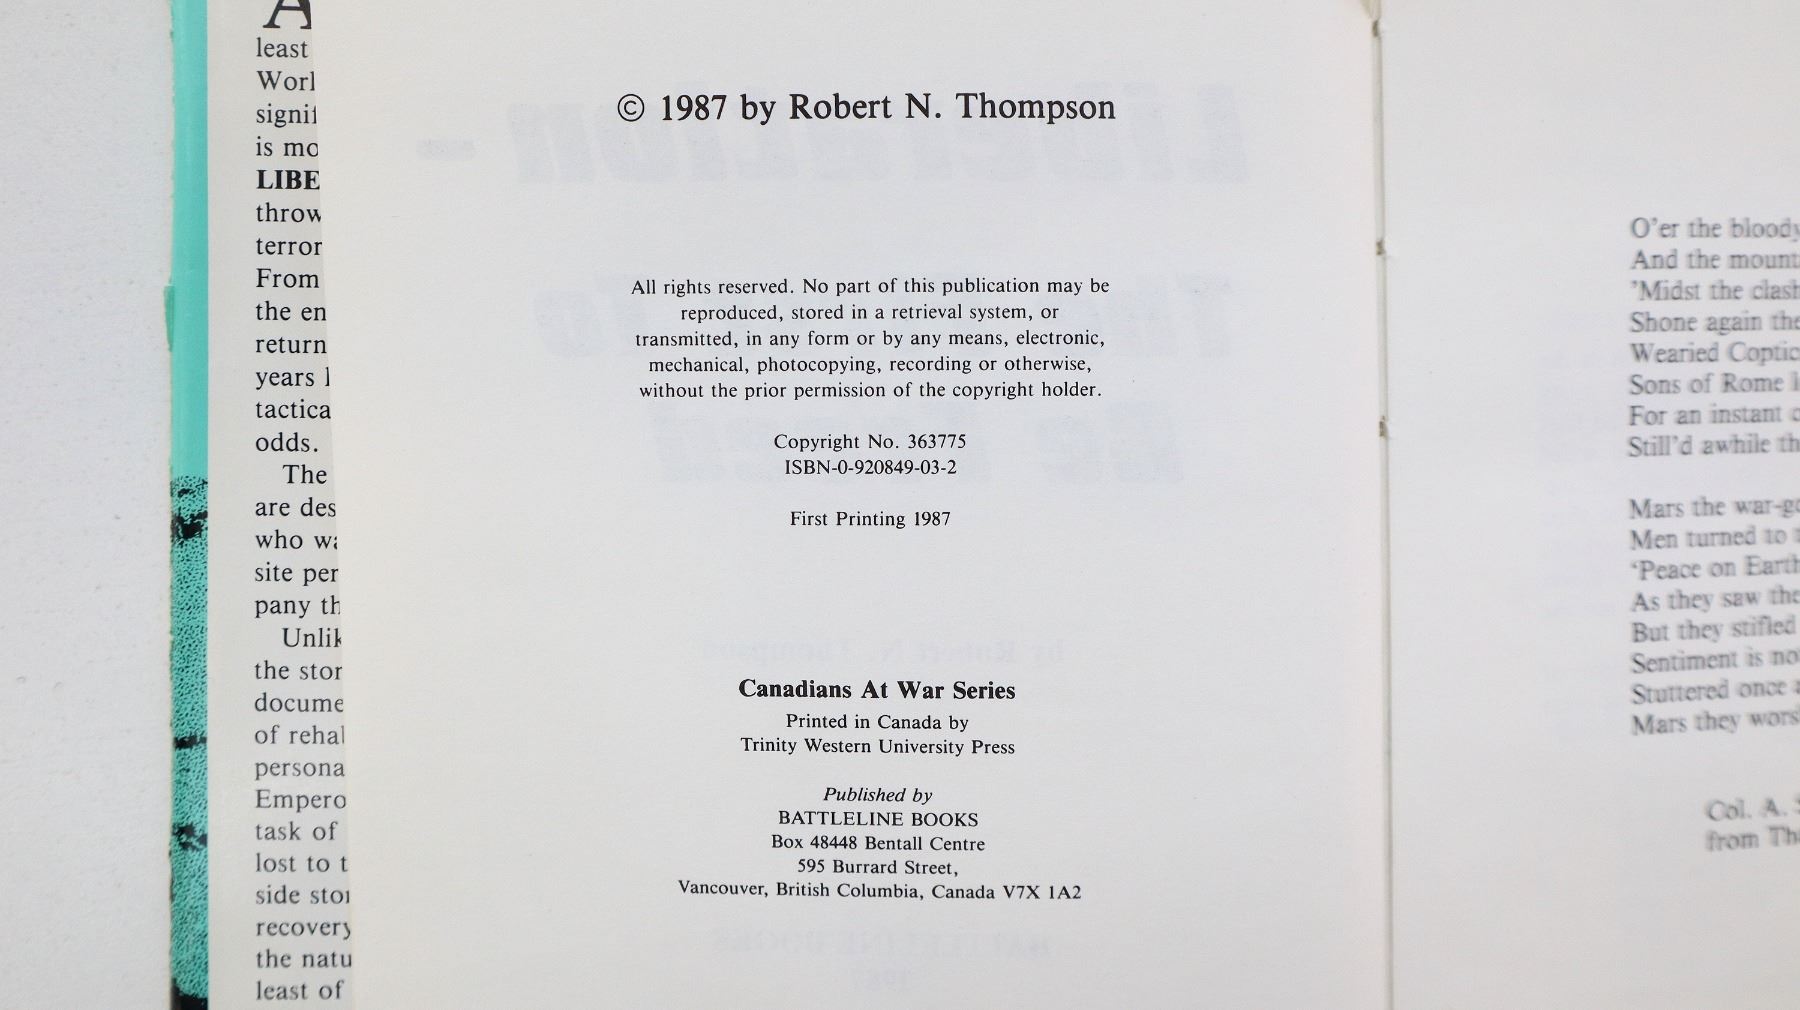 A
least
is mo
LIBE
throw
terror
From
the en
return
years
tactica
odds.
The
are des
who
site per
pany th
Unlik
the stor
docume
of reha
persona
Empero
task of
lost to t
side
recovery
the natu
least of
© 1987 by Robert N. Thompson
All rights reserved. No part of this publication may be
reproduced, stored in a retrieval system, or
transmitted, in any form or by any means, electronic,
mechanical, photocopying, recording or otherwise,
without the prior permission of the copyright holder.
Copyright No. 363775
ISBN-0-920849-03-2
First Printing 1987
Canadians At War Series
Printed in Canada by
Trinity Western University Press
Published by
BATTLELINE BOOKS
Box 48448 Bentall Centre
595 Burrard Street,
Vancouver, British Columbia, Canada V7X 1A2
O'er the bloody
And the mount
'Midst the clash
Shone again the
Wearied Coptic
Sons of Rome
For an instant
Still'd awhile th
Mars the war-go
Men turned to
'Peace on Earth
As they saw the
But they stifled
Sentiment is no
Stuttered once
Mars they wors
Col. A.
from Th